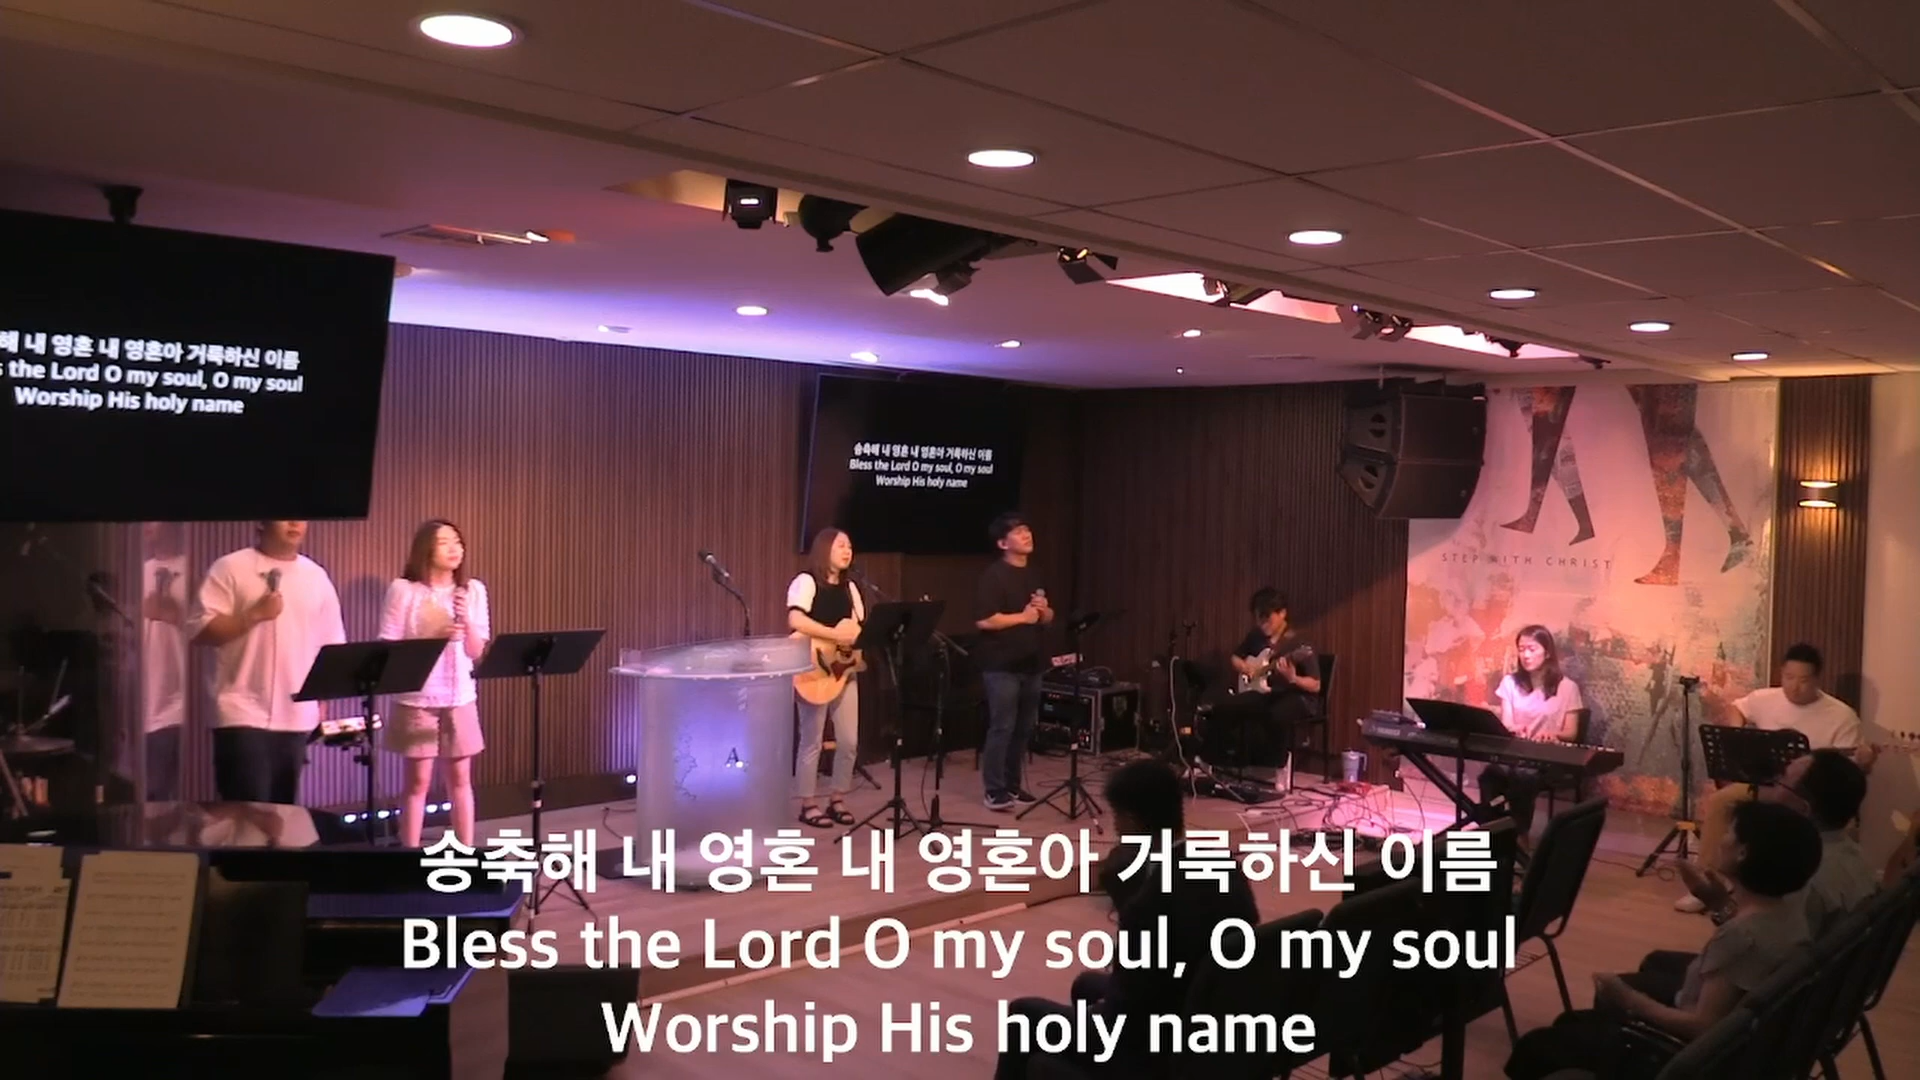 해 내 영혼 내 영혼아 거룩하신 이름
the Lord O my soul, O my soul
Worship His holy name
송축해 내 영혼 내 영혼아 거룩하신 이름
Bless the Lord O my soul, O my soul
Worship His holy name
STEP WITH CHRIST
A
송축해 내 영혼 내 영혼아 거룩하신 이름
Bless the Lord O my soul, O my soul
Worship His holy name